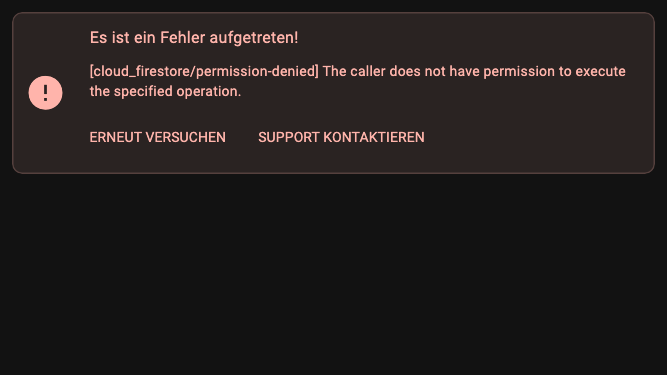 Es ist ein Fehler aufgetreten!
[cloud_firestore/permission-denied] The caller does not have permission to execute
the specified operation.
ERNEUT VERSUCHEN SUPPORT KONTAKTIEREN